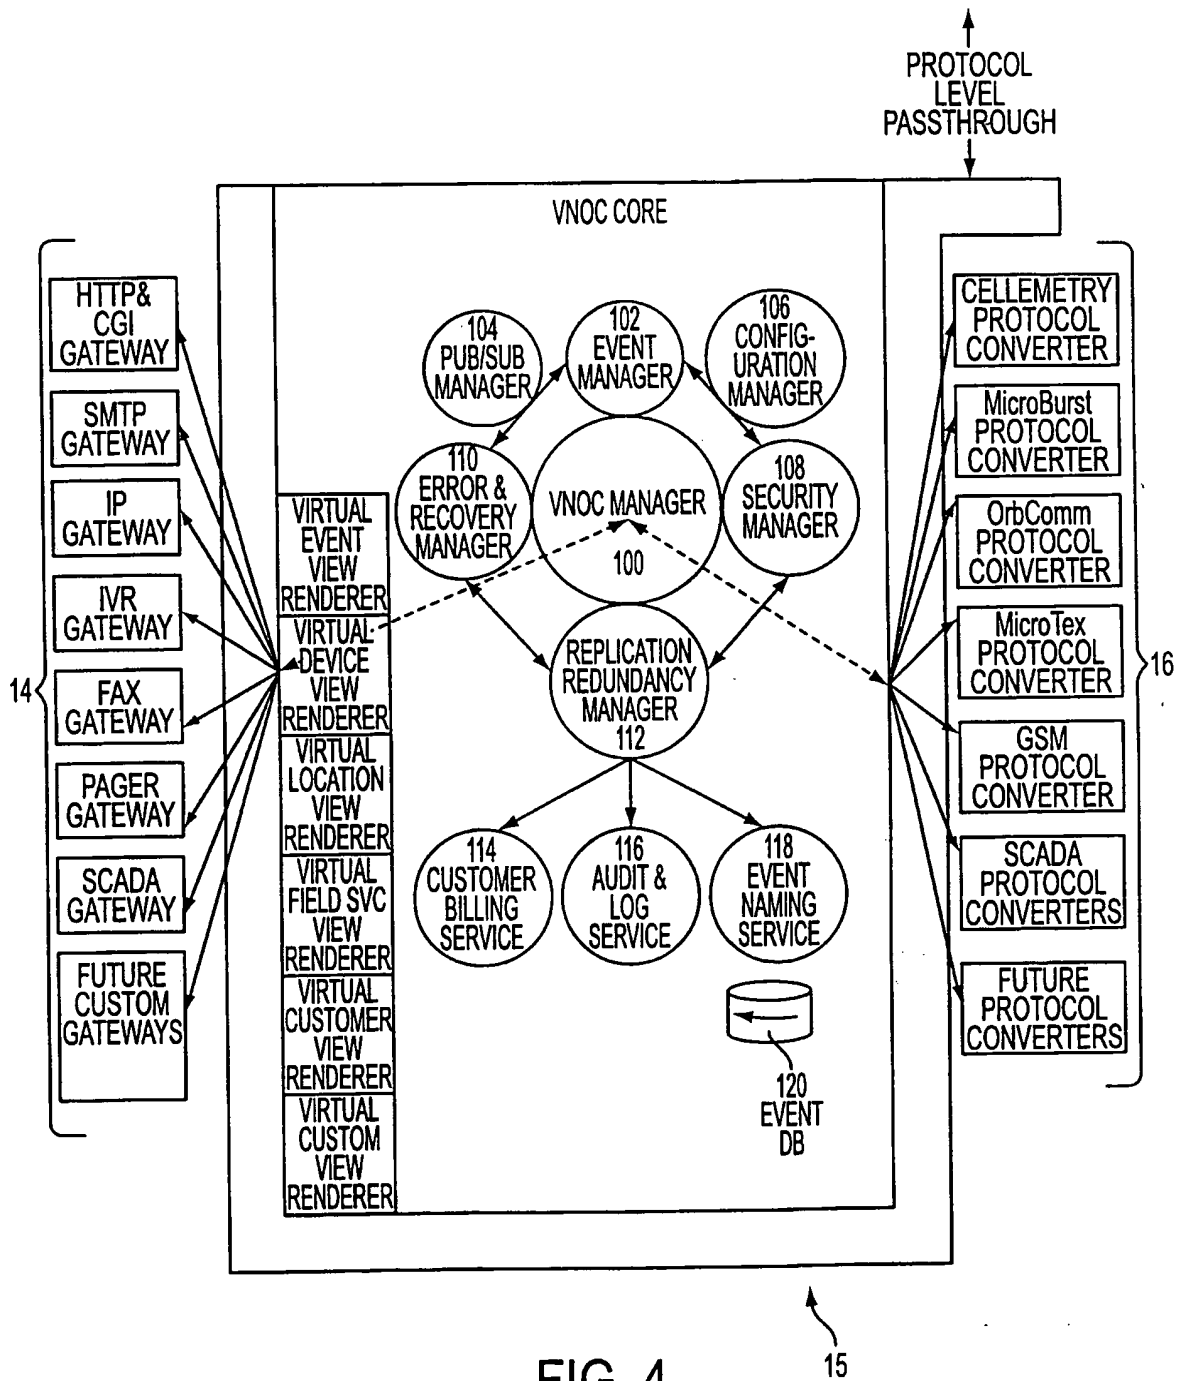 PROTOCOL
LEVEL
PASSTHROUGH
VNOC CORE
14
HTTP&
CGI
GATEWAY
SMTP
GATEWAY
IP
GATEWAY
IVR
GATEWAY
FAX
GATEWAY
PAGER
GATEWAY
SCADA
GATEWAY
FUTURE
CUSTOM
GATEWAYS
VIRTUAL
EVENT
VIEW
RENDERER
VIRTUAL
DEVICE
VIEW
RENDERER
VIRTUAL
LOCATION
VIEW
RENDERER
VIRTUAL
FIELD SVC
VIEW
RENDERER
VIRTUAL
CUSTOMER
VIEW
RENDERER
VIRTUAL
CUSTOM
VIEW
RENDERER
104
PUB/SUB
MANAGER
102
EVENT
MANAGER
106
CONFIG-
URATION
MANAGER
110
ERROR &
RECOVERY
MANAGER
VNOC MANAGER
100
108
SECURITY
MANAGER
REPLICATION
REDUNDANCY
MANAGER
112
114
CUSTOMER
BILLING
SERVICE
116
AUDIT &
LOG
SERVICE
118
EVENT
NAMING
SERVICE
120
EVENT
DB
CELLEMETRY
PROTOCOL
CONVERTER
MicroBurst
PROTOCOL
CONVERTER
OrbComm
PROTOCOL
CONVERTER
MicroTex
PROTOCOL
CONVERTER
GSM
PROTOCOL
CONVERTER
SCADA
PROTOCOL
CONVERTERS
FUTURE
PROTOCOL
CONVERTERS
16
15
FIG. 4